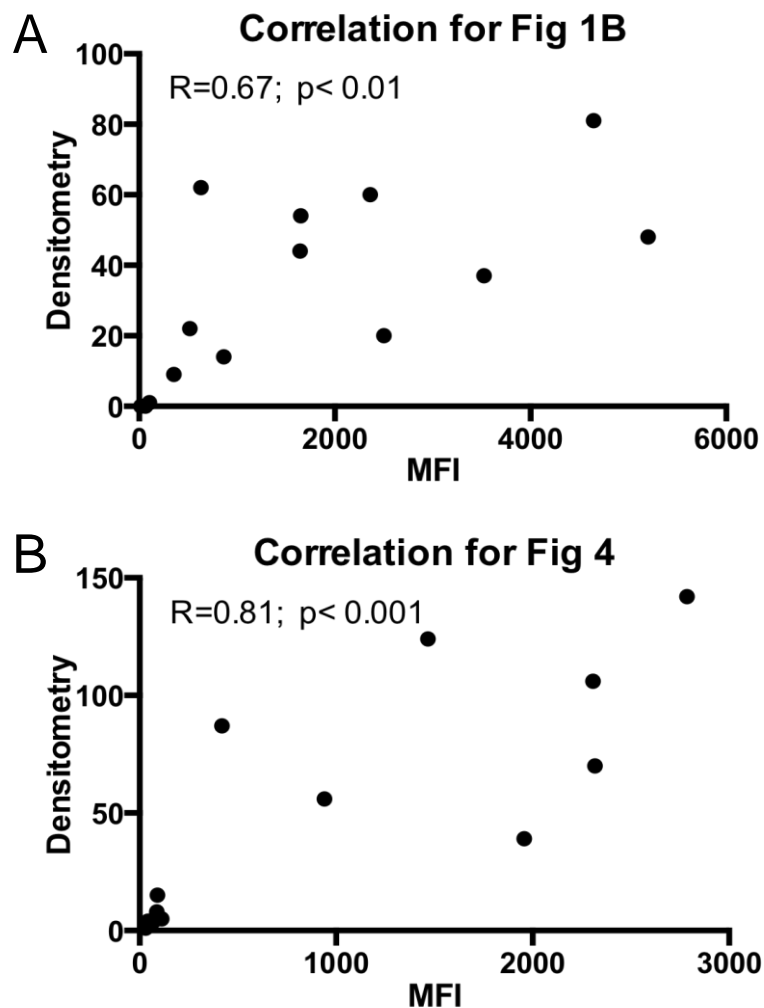 A
Correlation for Fig 1B
R=0.67; p< 0.01
100
80
60
40
20
0
Densitometry
0 2000 4000 6000
MFI
B
Correlation for Fig 4
R=0.81; p< 0.001
150
100
50
0
Densitometry
0 1000 2000 3000
MFI